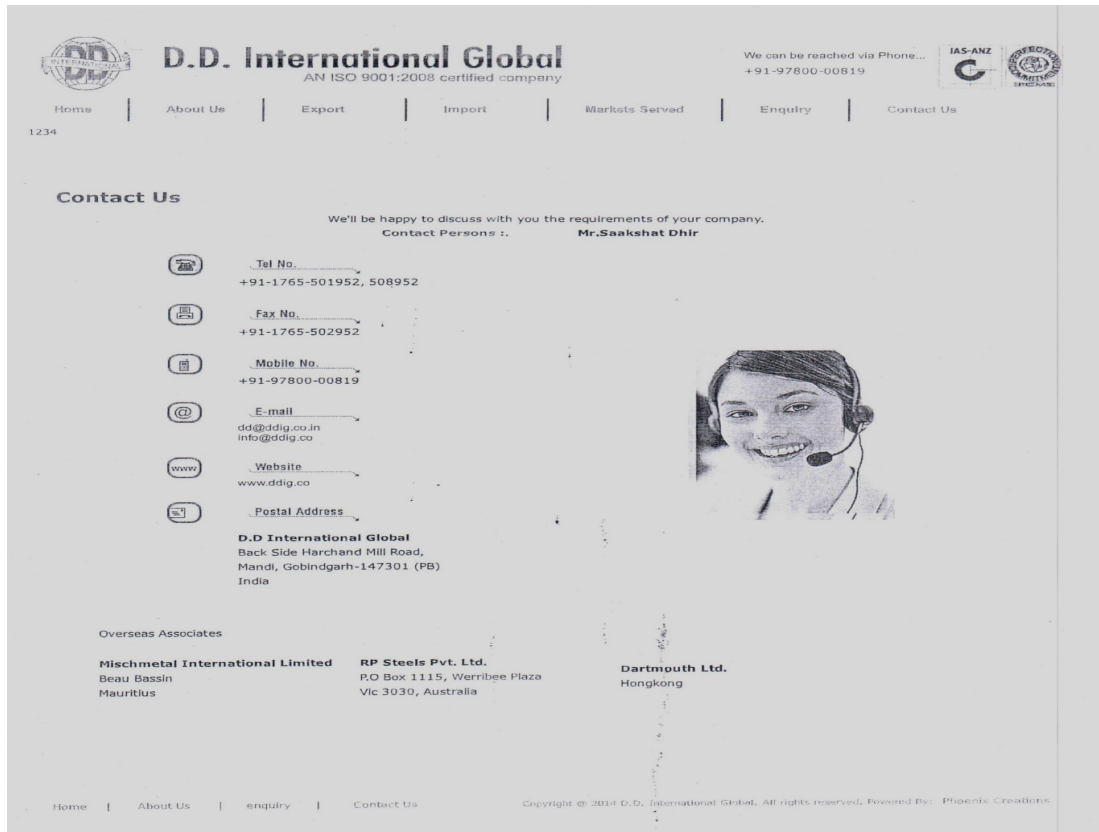 DD
INTERNATIONAL
D.D. International Global
AN ISO 9001:2008 certified company
We can be reached via Phone...
+91-97800-00819
IAS-ANZ
Home | About Us | Export | Import | Markets Served | Enquiry | Contact Us
1234
Contact Us
We'll be happy to discuss with you the requirements of your company.
Contact Persons :. Mr.Saakshat Dhir
Tel No.
+91-1765-501952, 508952
Fax No.
+91-1765-502952
Mobile No.
+91-97800-00819
@ E-mail
dd@ddig.co.in
info@ddig.co
www Website
www.ddig.co
Postal Address
D.D International Global
Back Side Harchand Mill Road,
Mandi, Gobindgarh-147301 (PB)
India
Overseas Associates
Mischmetal International Limited
Beau Bassin
Mauritius
RP Steels Pvt. Ltd.
P.O Box 1115, Werribee Plaza
Vic 3030, Australia
Dartmouth Ltd.
Hongkong
Home | About Us | enquiry | Contact Us
Copyright @ 2014 D.D. International Global. All rights reserved. Powered By: Phoenix Creations